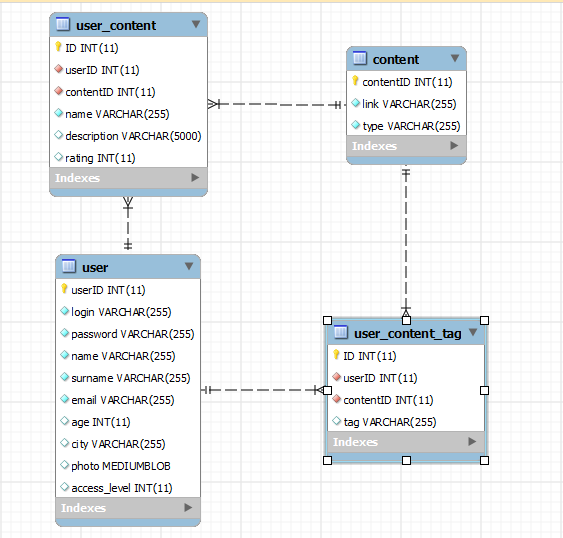 user_content
ID INT(11)
userID INT(11)
contentID INT(11)
name VARCHAR(255)
description VARCHAR(5000)
rating INT(11)
Indexes
content
contentID INT(11)
link VARCHAR(255)
type VARCHAR(255)
Indexes
user
userID INT(11)
login VARCHAR(255)
password VARCHAR(255)
name VARCHAR(255)
surname VARCHAR(255)
email VARCHAR(255)
age INT(11)
city VARCHAR(255)
photo MEDIUMBLOB
access_level INT(11)
Indexes
user_content_tag
ID INT(11)
userID INT(11)
contentID INT(11)
tag VARCHAR(255)
Indexes